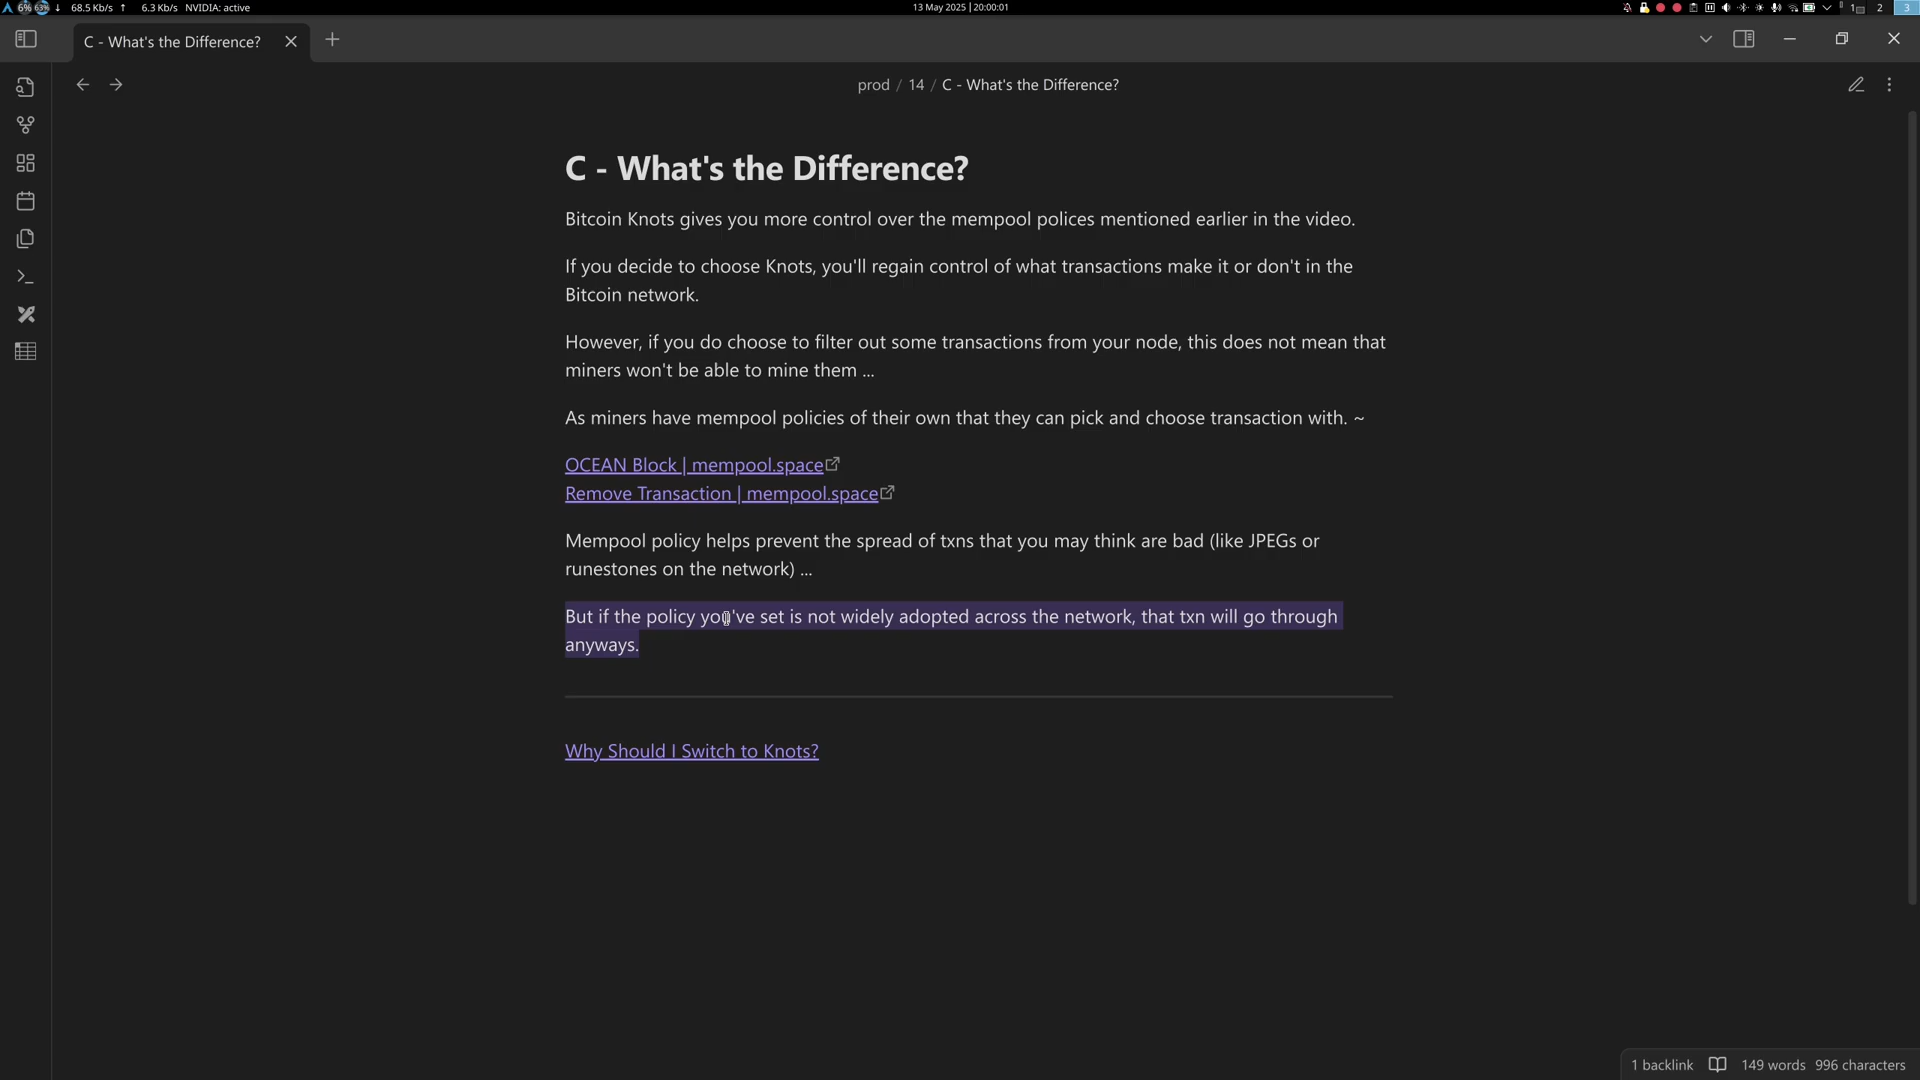 6% 63% ↓ 68.5 Kb/s ↑ 6.3 Kb/s NVIDIA: active
13 May 2025 | 20:00:01
1 2 3
C - What's the Difference?
prod / 14 / C - What's the Difference?
C - What's the Difference?
Bitcoin Knots gives you more control over the mempool polices mentioned earlier in the video.
If you decide to choose Knots, you'll regain control of what transactions make it or don't in the
Bitcoin network.
However, if you do choose to filter out some transactions from your node, this does not mean that
miners won't be able to mine them ...
As miners have mempool policies of their own that they can pick and choose transaction with. ~
OCEAN Block | mempool.space
Remove Transaction | mempool.space
Mempool policy helps prevent the spread of txns that you may think are bad (like JPEGs or
runestones on the network) ...
But if the policy you've set is not widely adopted across the network, that txn will go through
anyways.
Why Should I Switch to Knots?
1 backlink 149 words 996 characters